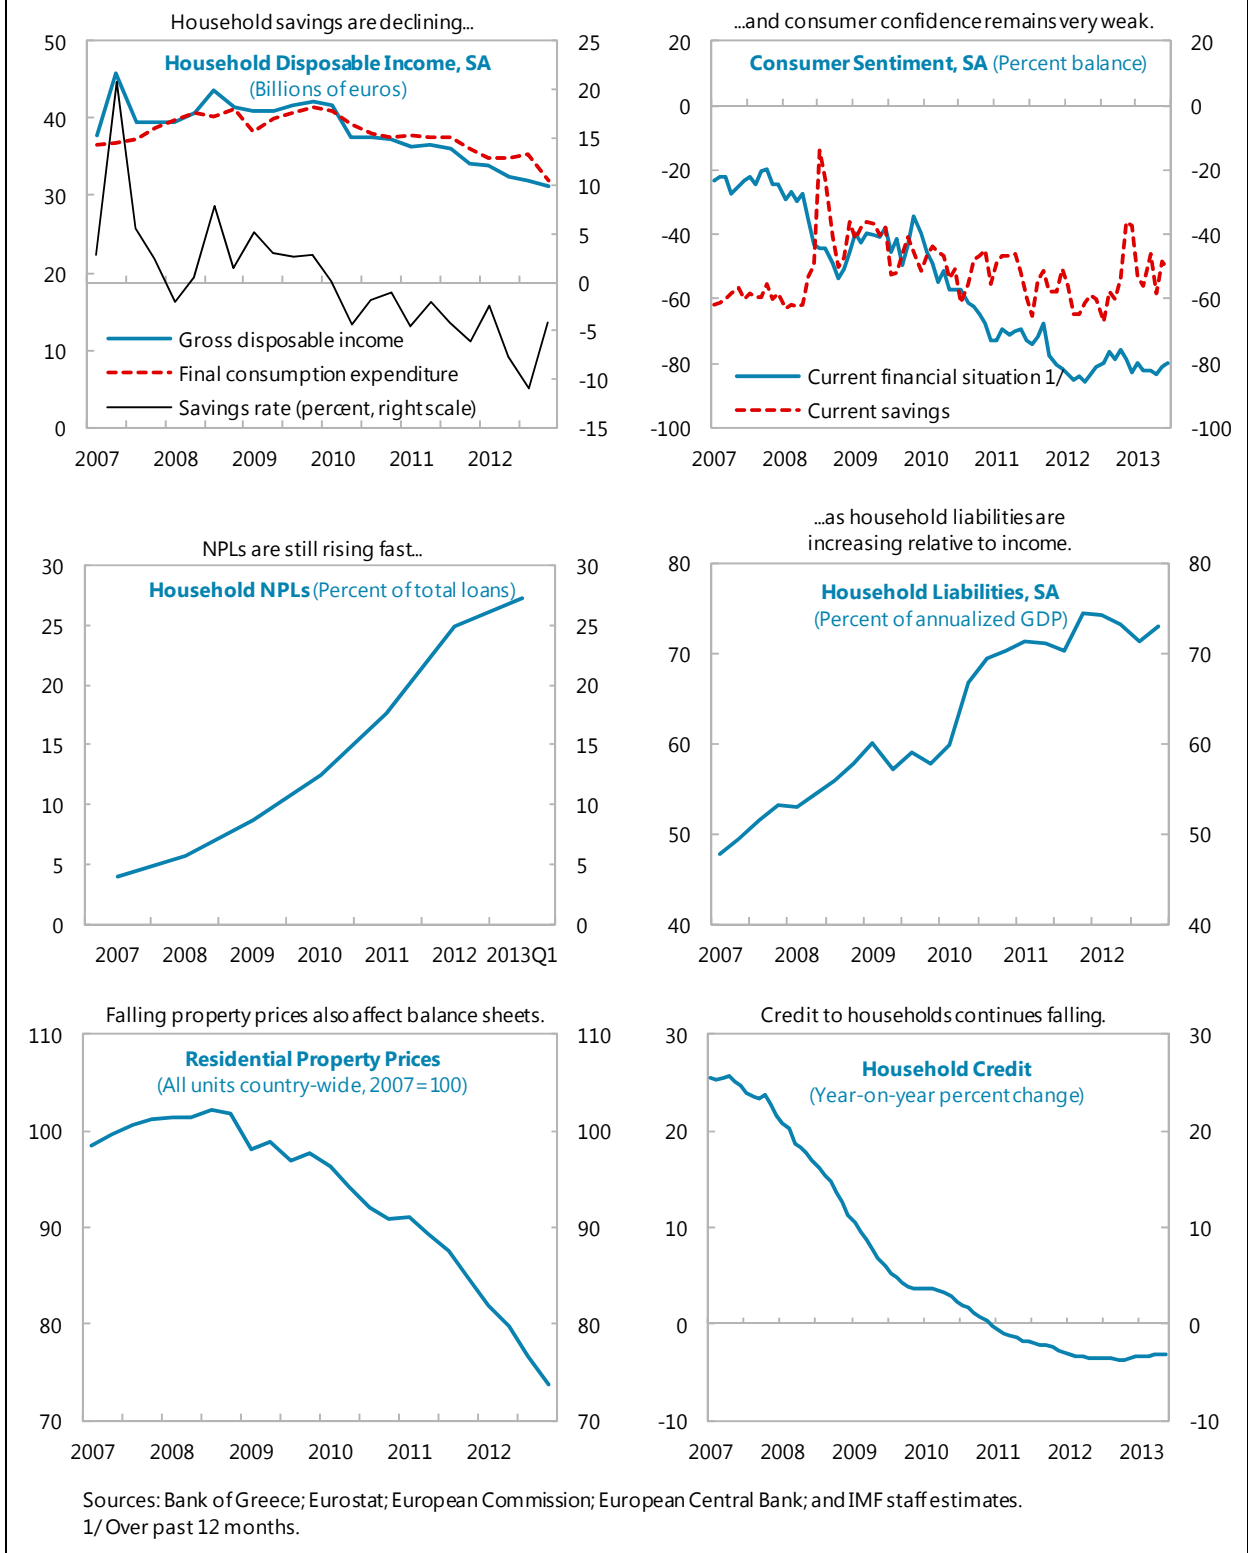 Household savings are declining...
50
40
30
20
10
0
25
20
15
10
5
0
-5
-10
-15
Household Disposable Income, SA
(Billions of euros)
Gross disposable income
Final consumption expenditure
Savings rate (percent, right scale)
2007 2008 2009 2010 2011 2012
...and consumer confidence remains very weak.
20
0
-20
-40
-60
-80
-100
20
0
-20
-40
-60
-80
-100
Consumer Sentiment, SA (Percent balance)
Current financial situation 1/
Current savings
2007 2008 2009 2010 2011 2012 2013
NPLs are still rising fast...
30
25
20
15
10
5
0
30
25
20
15
10
5
0
Household NPLs (Percent of total loans)
2007 2008 2009 2010 2011 2012 2013Q1
...as household liabilities are
increasing relative to income.
80
70
60
50
40
80
70
60
50
40
Household Liabilities, SA
(Percent of annualized GDP)
2007 2008 2009 2010 2011 2012
Falling property prices also affect balance sheets.
110
100
90
80
70
110
100
90
80
70
Residential Property Prices
(All units country-wide, 2007=100)
2007 2008 2009 2010 2011 2012
Credit to households continues falling.
30
20
10
0
-10
30
20
10
0
-10
Household Credit
(Year-on-year percent change)
2007 2008 2009 2010 2011 2012 2013
Sources: Bank of Greece; Eurostat; European Commission; European Central Bank; and IMF staff estimates.
1/ Over past 12 months.